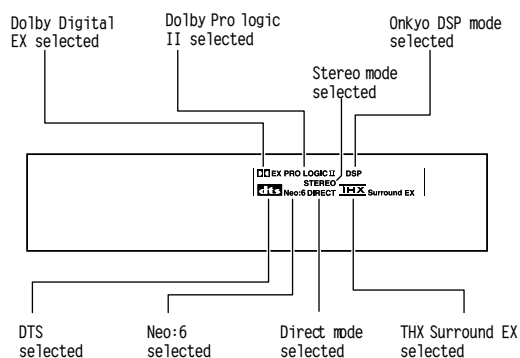 Dolby Digital
EX selected
Dolby Pro logic
II selected
Onkyo DSP mode
selected
Stereo mode
selected
EX PRO LOGIC II DSP
STEREO
dts Neo:6 DIRECT THX Surround EX
DTS
selected
Neo:6
selected
Direct mode
selected
THX Surround EX
selected